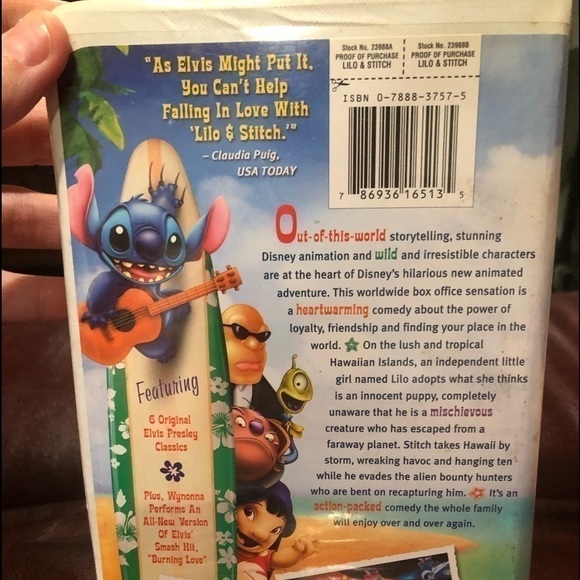 "As Elvis Might Put It,
You Can't Help
Falling In Love With
'Lilo & Stitch.'"
– Claudia Puig,
USA TODAY
Stock No. 23988A
PROOF OF PURCHASE
LILO & STITCH
Stock No. 23988B
PROOF OF PURCHASE
LILO & STITCH
ISBN 0-7888-3757-5
7 86936 16513 5
Out-of-this-world storytelling, stunning
Disney animation and wild and irresistible characters
are at the heart of Disney's hilarious new animated
adventure. This worldwide box office sensation is
a heartwarming comedy about the power of
loyalty, friendship and finding your place in the
world. On the lush and tropical
Hawaiian Islands, an independent little
girl named Lilo adopts what she thinks
is an innocent puppy, completely
unaware that he is a mischievous
creature who has escaped from a
faraway planet. Stitch takes Hawaii by
storm, wreaking havoc and hanging ten
while he evades the alien bounty hunters
who are bent on recapturing him. It's an
action-packed comedy the whole family
will enjoy over and over again.
Featuring
6 Original
Elvis Presley
Classics
Plus, Wynonna
Performs An
All-New Version
Of Elvis'
Smash Hit,
"Burning Love"